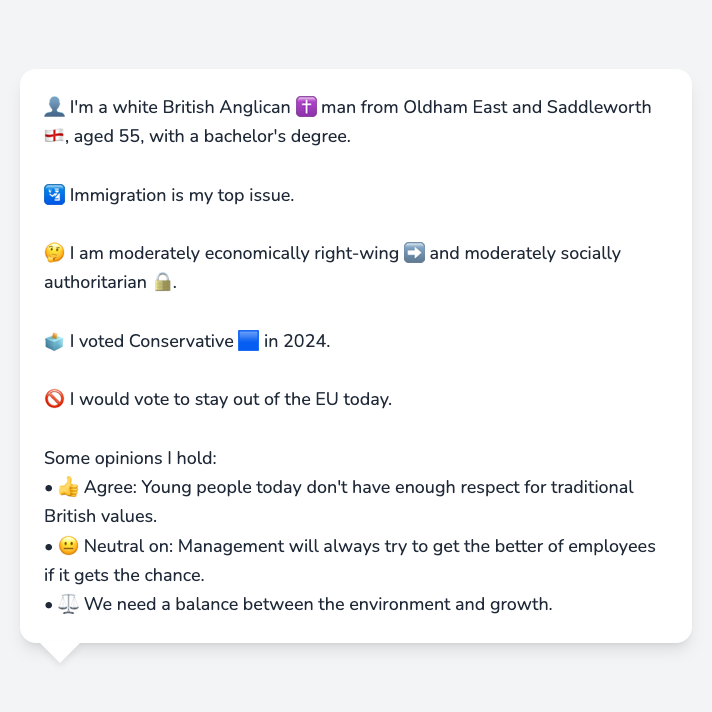 👤 I'm a white British Anglican ✝️ man from Oldham East and Saddleworth
🏴󠁧󠁢󠁥󠁮󠁧󠁿, aged 55, with a bachelor's degree.
🛂 Immigration is my top issue.
🤔 I am moderately economically right-wing ➡️ and moderately socially
authoritarian 🔒.
🗳️ I voted Conservative 🟦 in 2024.
🚫 I would vote to stay out of the EU today.
Some opinions I hold:
• 👍 Agree: Young people today don't have enough respect for traditional
British values.
• 😐 Neutral on: Management will always try to get the better of employees
if it gets the chance.
• ⚖️ We need a balance between the environment and growth.